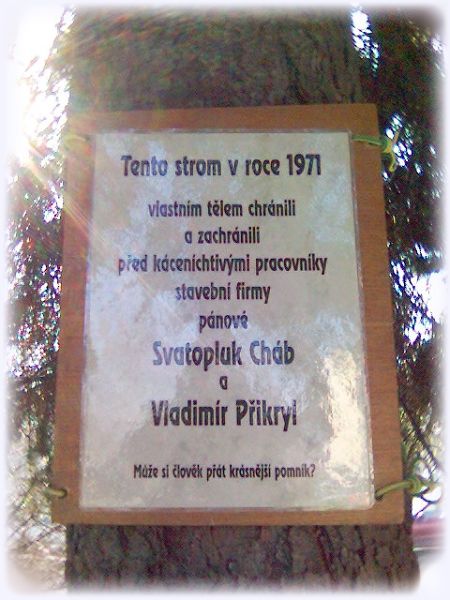 Tento strom v roce 1971
vlastním tělem chránili
a zachránili
před káceníchtivými pracovníky
stavební firmy
pánové
Svatopluk Cháb
a
Vladimír Přikryl
Může si člověk přát krásnější pomník?